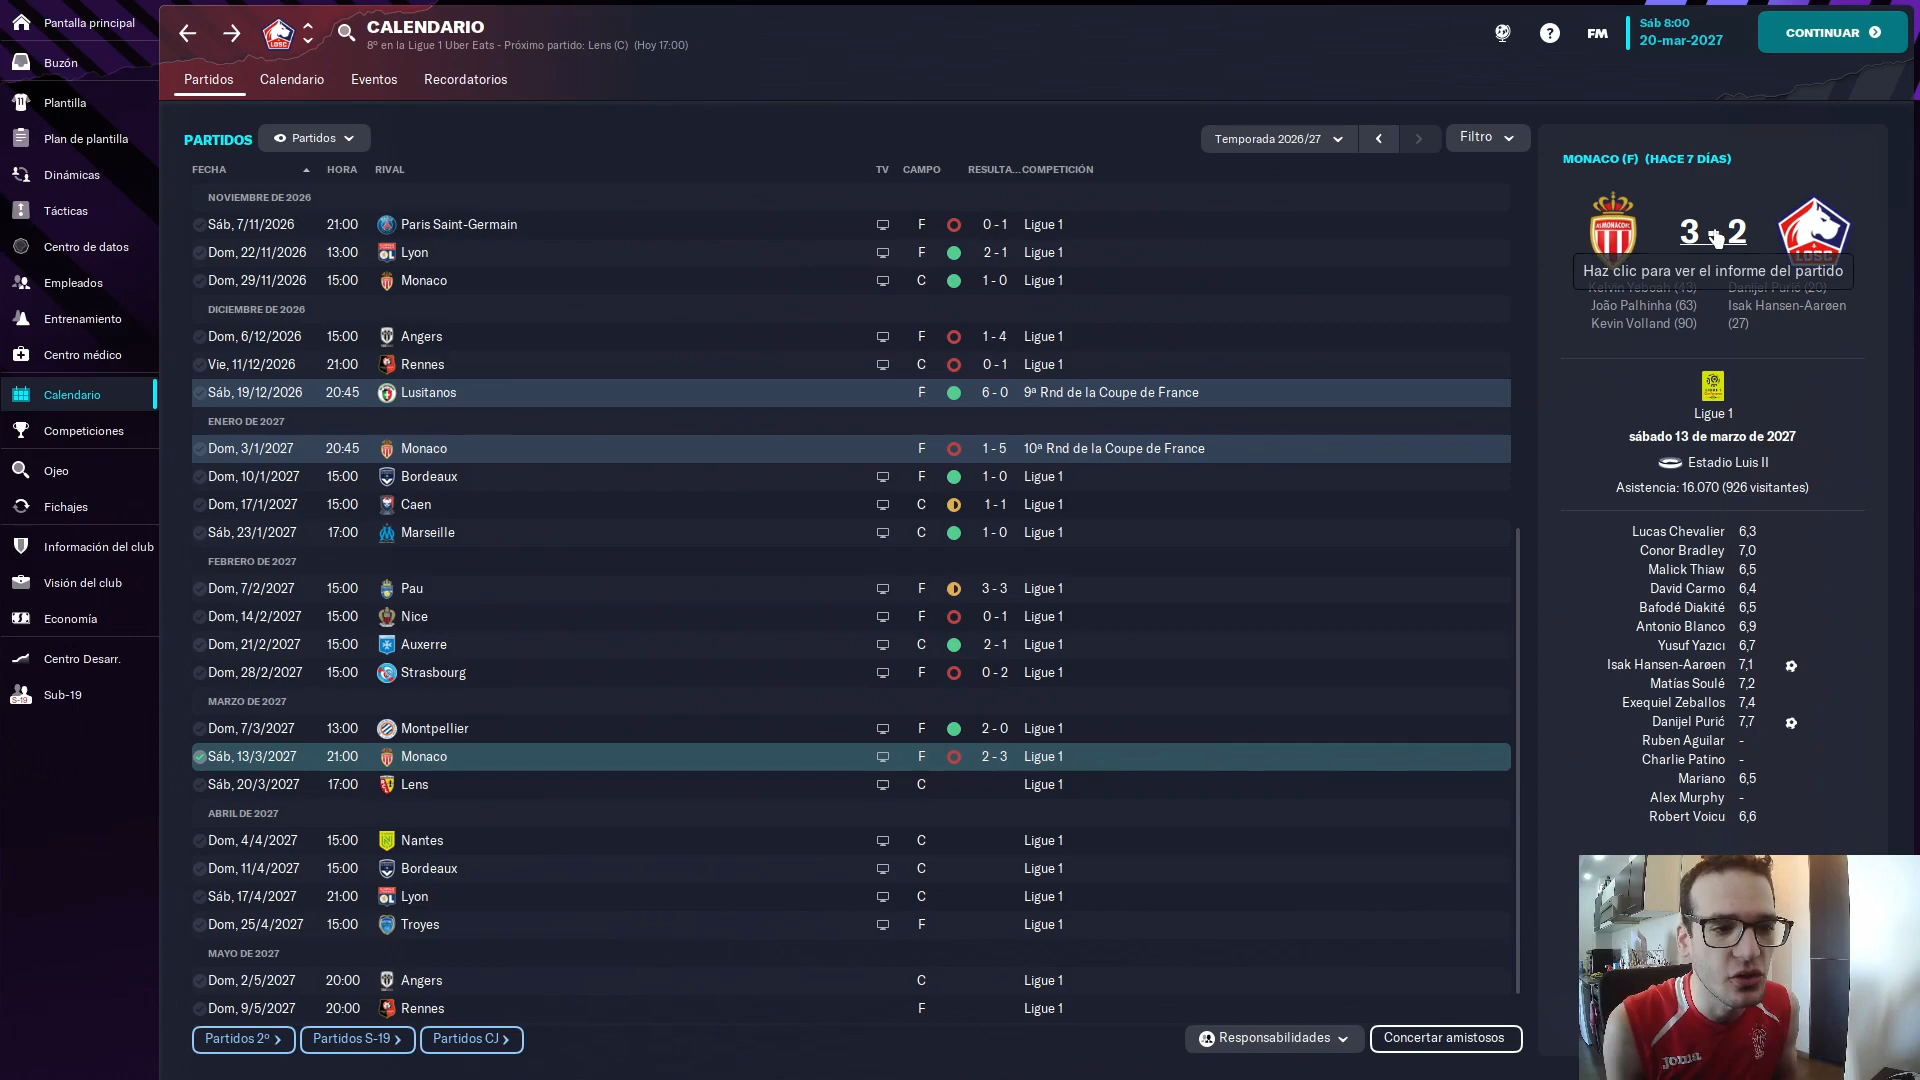 Pantalla principal
Buzón
Plantilla
Plan de plantilla
Dinámicas
Tácticas
Centro de datos
Empleados
Entrenamiento
Centro médico
Calendario
Competiciones
Ojeo
Fichajes
Información del club
Visión del club
Economía
Centro Desarr.
Sub-19
CALENDARIO
8º en la Ligue 1 Uber Eats - Próximo partido: Lens (C) (Hoy 17:00)
FM
Sáb 8:00
20-mar-2027
CONTINUAR
Partidos Calendario Eventos Recordatorios
PARTIDOS Partidos Temporada 2026/27 Filtro
FECHA HORA RIVAL TV CAMPO RESULTA... COMPETICIÓN
NOVIEMBRE DE 2026
Sáb, 7/11/2026 21:00 Paris Saint-Germain F 0 - 1 Ligue 1
Dom, 22/11/2026 13:00 Lyon F 2 - 1 Ligue 1
Dom, 29/11/2026 15:00 Monaco C 1 - 0 Ligue 1
DICIEMBRE DE 2026
Dom, 6/12/2026 15:00 Angers F 1 - 4 Ligue 1
Vie, 11/12/2026 21:00 Rennes C 0 - 1 Ligue 1
Sáb, 19/12/2026 20:45 Lusitanos F 6 - 0 9ª Rnd de la Coupe de France
ENERO DE 2027
Dom, 3/1/2027 20:45 Monaco F 1 - 5 10ª Rnd de la Coupe de France
Dom, 10/1/2027 15:00 Bordeaux F 1 - 0 Ligue 1
Dom, 17/1/2027 15:00 Caen C 1 - 1 Ligue 1
Sáb, 23/1/2027 17:00 Marseille C 1 - 0 Ligue 1
FEBRERO DE 2027
Dom, 7/2/2027 15:00 Pau F 3 - 3 Ligue 1
Dom, 14/2/2027 15:00 Nice F 0 - 1 Ligue 1
Dom, 21/2/2027 15:00 Auxerre C 2 - 1 Ligue 1
Dom, 28/2/2027 15:00 Strasbourg F 0 - 2 Ligue 1
MARZO DE 2027
Dom, 7/3/2027 13:00 Montpellier F 2 - 0 Ligue 1
Sáb, 13/3/2027 21:00 Monaco F 2 - 3 Ligue 1
Sáb, 20/3/2027 17:00 Lens C Ligue 1
ABRIL DE 2027
Dom, 4/4/2027 15:00 Nantes C Ligue 1
Dom, 11/4/2027 15:00 Bordeaux C Ligue 1
Sáb, 17/4/2027 21:00 Lyon C Ligue 1
Dom, 25/4/2027 15:00 Troyes F Ligue 1
MAYO DE 2027
Dom, 2/5/2027 20:00 Angers C Ligue 1
Dom, 9/5/2027 20:00 Rennes F Ligue 1
Partidos 2º Partidos S-19 Partidos CJ Responsabilidades Concertar amistosos
MONACO (F) (HACE 7 DÍAS)
3 - 2
Haz clic para ver el informe del partido
Kelvin Yeboah (43) Danijel Purić (20)
João Palhinha (63) Isak Hansen-Aarøen
Kevin Volland (90) (27)
Ligue 1
sábado 13 de marzo de 2027
Estadio Luis II
Asistencia: 16.070 (926 visitantes)
Lucas Chevalier 6,3
Conor Bradley 7,0
Malick Thiaw 6,5
David Carmo 6,4
Bafodé Diakité 6,5
Antonio Blanco 6,9
Yusuf Yazıcı 6,7
Isak Hansen-Aarøen 7,1
Matías Soulé 7,2
Exequiel Zeballos 7,4
Danijel Purić 7,7
Ruben Aguilar -
Charlie Patino -
Mariano 6,5
Alex Murphy -
Robert Voicu 6,6
Joma